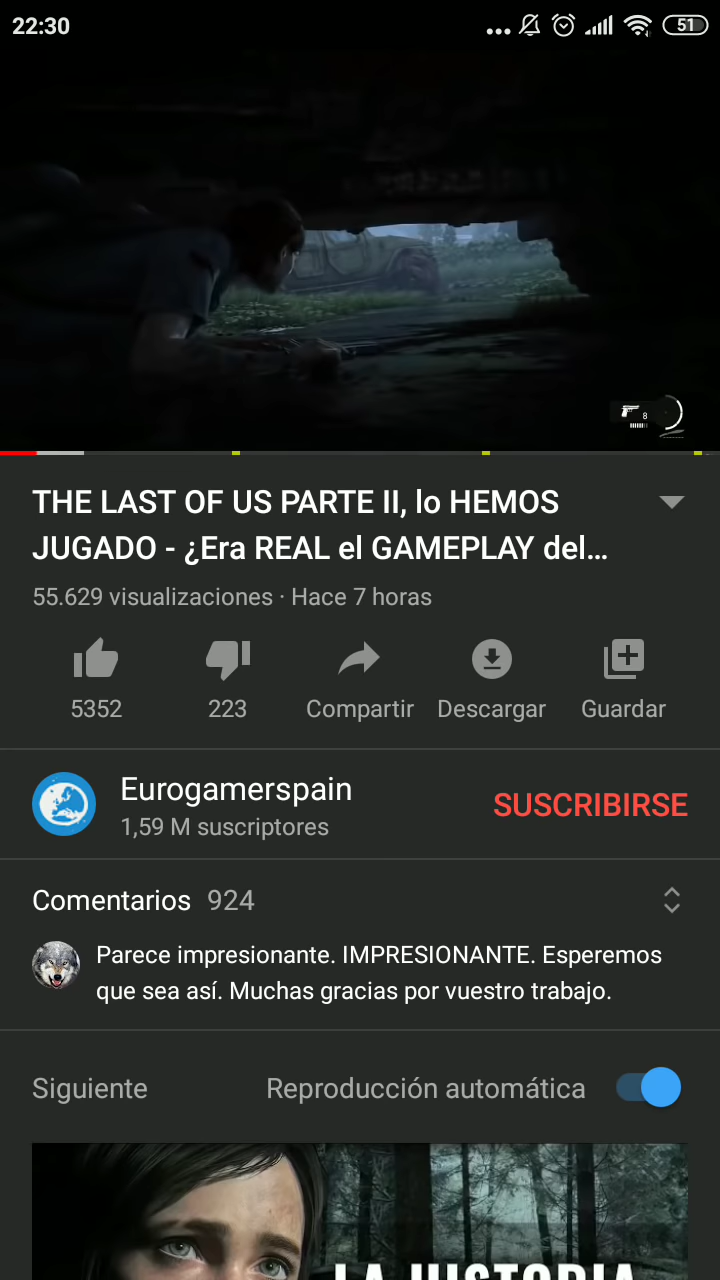 22:30
51
8
THE LAST OF US PARTE II, lo HEMOS
JUGADO - ¿Era REAL el GAMEPLAY del...
55.629 visualizaciones · Hace 7 horas
5352
223
Compartir
Descargar
Guardar
Eurogamerspain
1,59 M suscriptores
SUSCRIBIRSE
Comentarios 924
Parece impresionante. IMPRESIONANTE. Esperemos
que sea así. Muchas gracias por vuestro trabajo.
Siguiente
Reproducción automática
LA HISTORIA